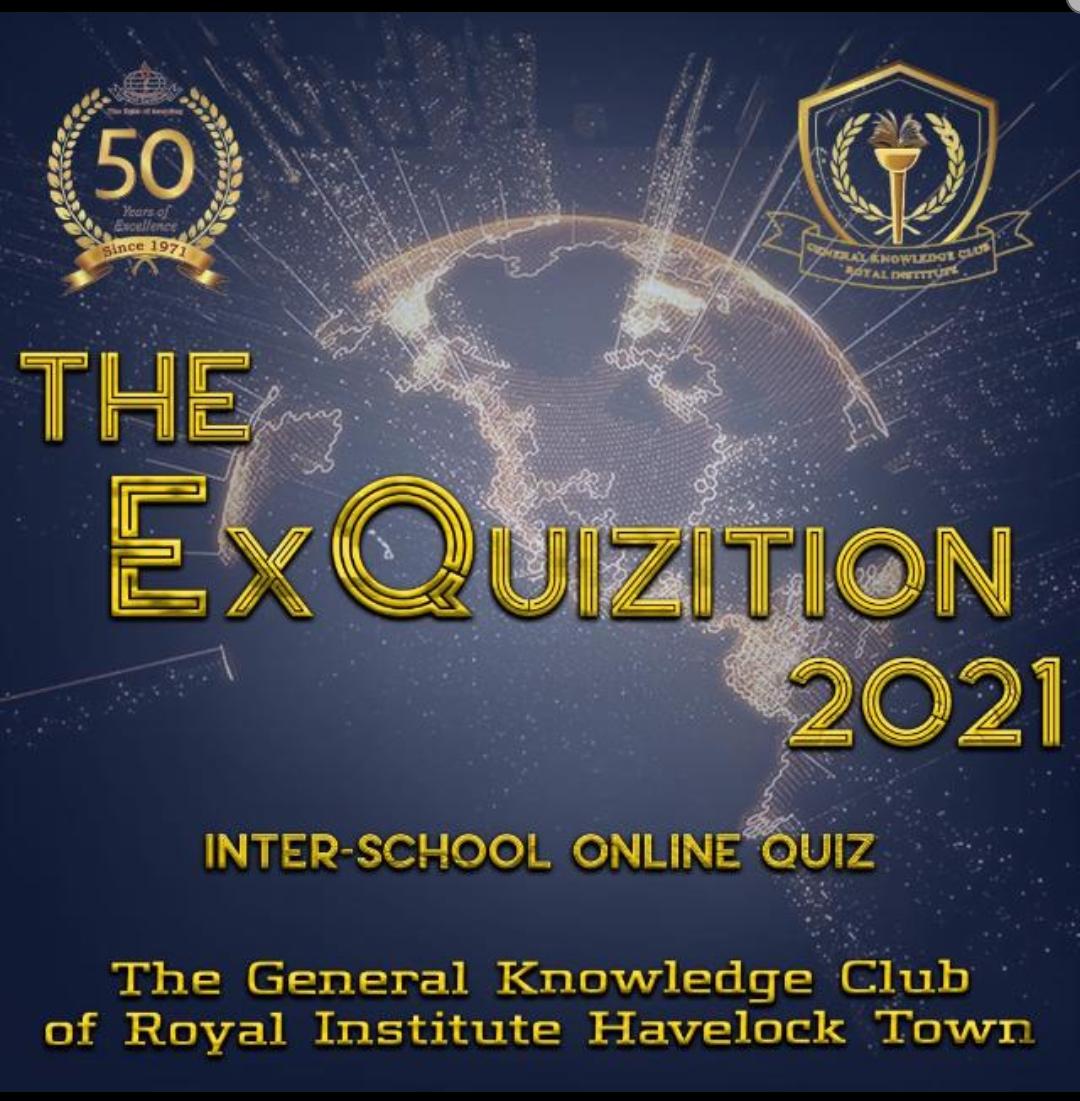 50
Years of
Excellence
Since 1971
GENERAL KNOWLEDGE CLUB
ROYAL INSTITUTE
THE
EXQUIZITION
2021
INTER-SCHOOL ONLINE QUIZ
The General Knowledge Club
of Royal Institute Havelock Town